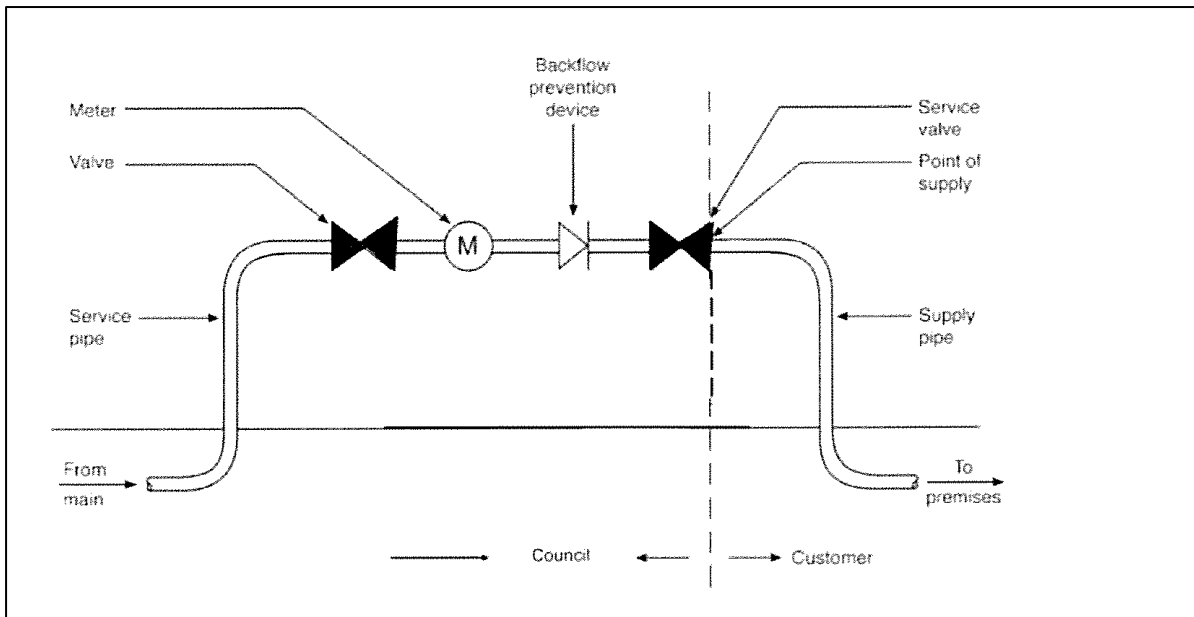 Backflow
prevention
device
Meter
Valve
Service
valve
Point of
supply
M
Service
pipe
Supply
pipe
From
main
To
premises
Council
Customer